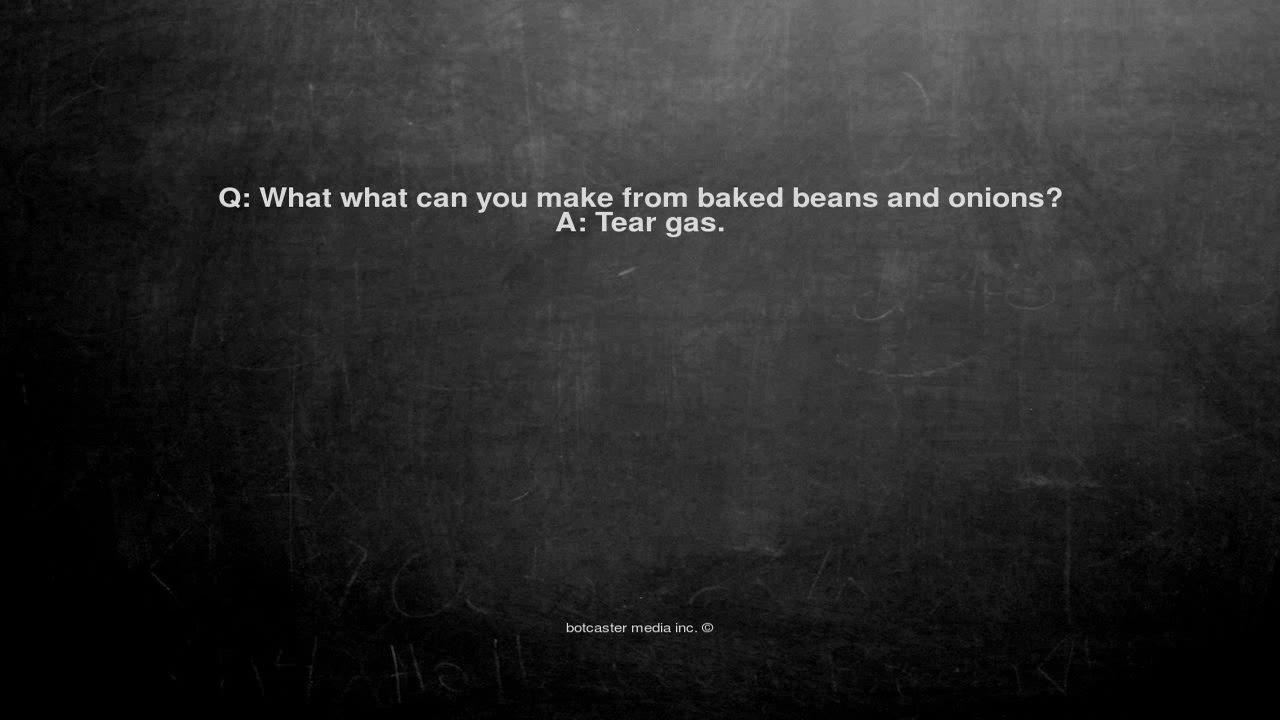 Q: What what can you make from baked beans and onions?
A: Tear gas.
botcaster media inc. ©